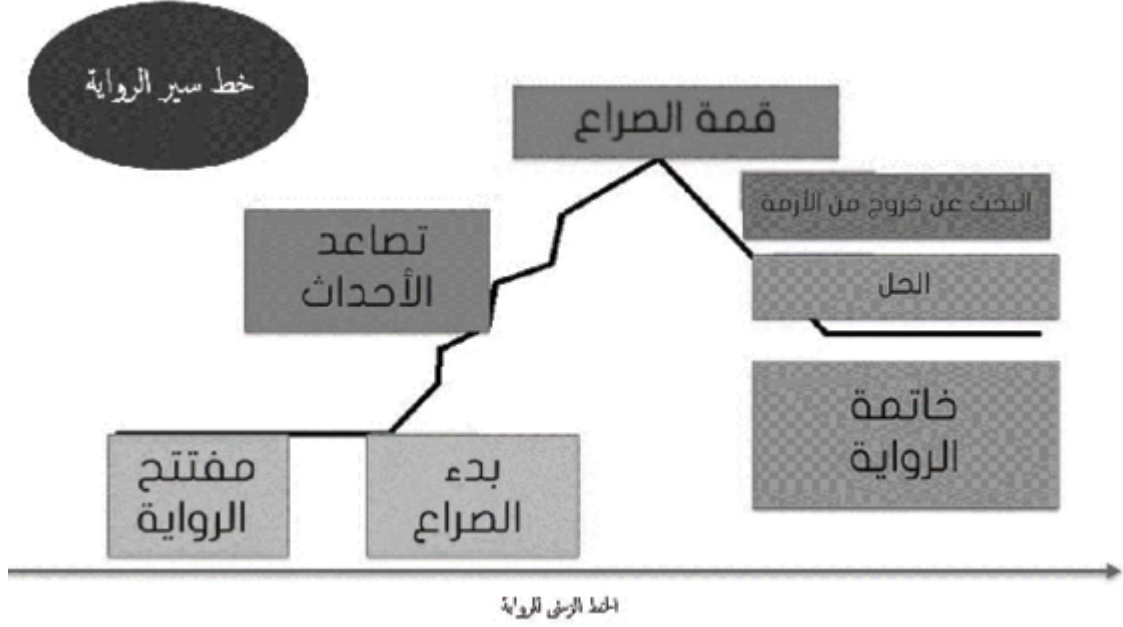 خط سير الرواية
قمة الصراع
البحث عن خروج من الأزمة
تصاعد
الأحداث
الحل
خاتمة
الرواية
مفتتح
الرواية
بدء
الصراع
الخط الزمني للرواية